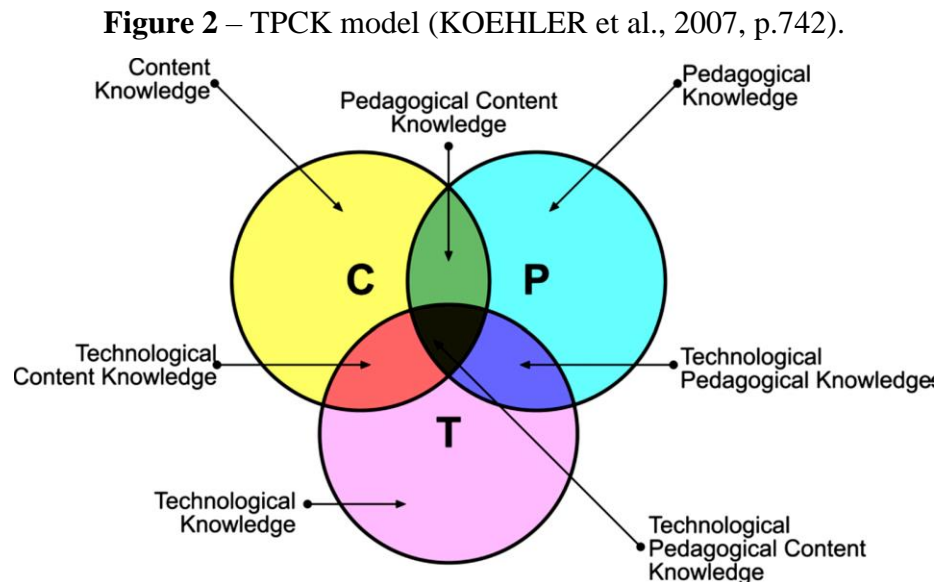 Figure 2 – TPCK model (KOEHLER et al., 2007, p.742).
Content
Knowledge
Pedagogical Content
Knowledge
Pedagogical
Knowledge
C
P
Technological
Content Knowledge
Technological
Pedagogical Knowledge
T
Technological
Knowledge
Technological
Pedagogical Content
Knowledge